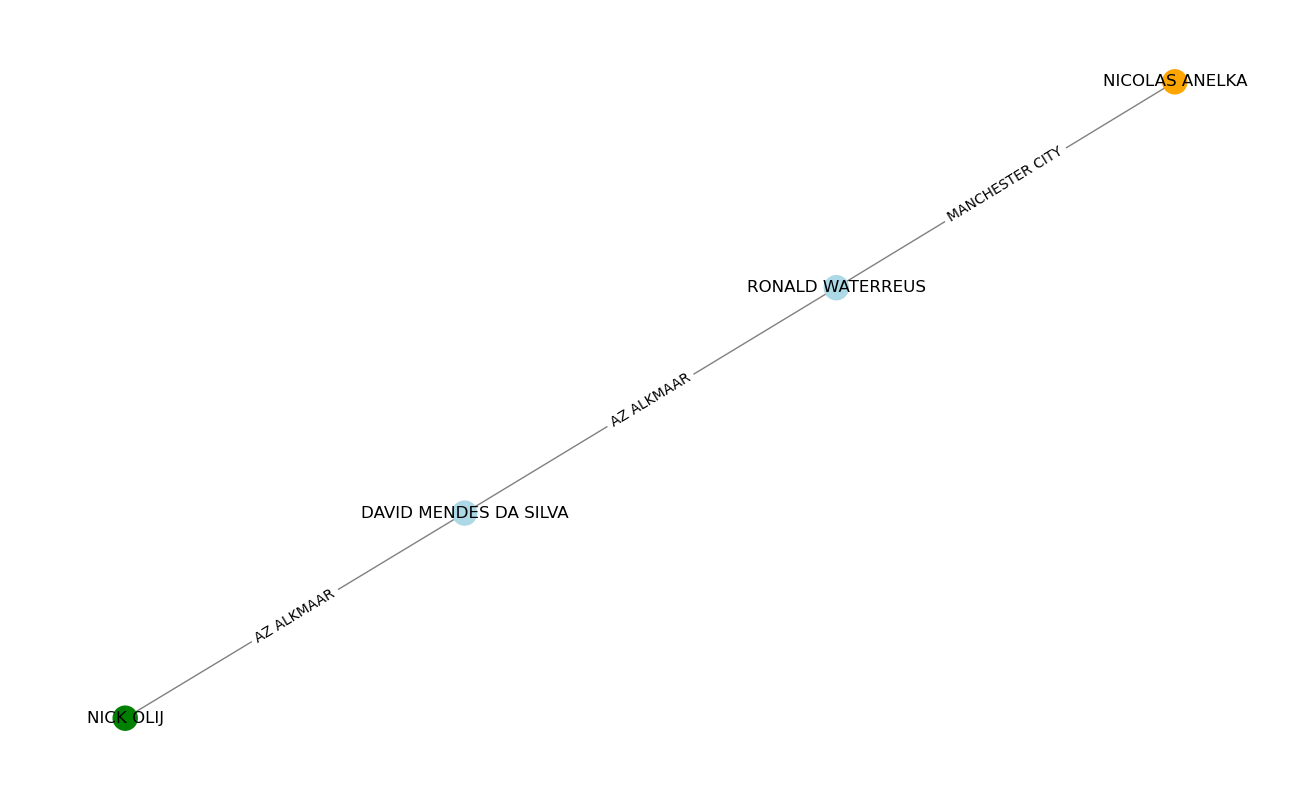 NICOLAS ANELKA
MANCHESTER CITY
RONALD WATERREUS
AZ ALKMAAR
DAVID MENDES DA SILVA
AZ ALKMAAR
NICK OLIJ